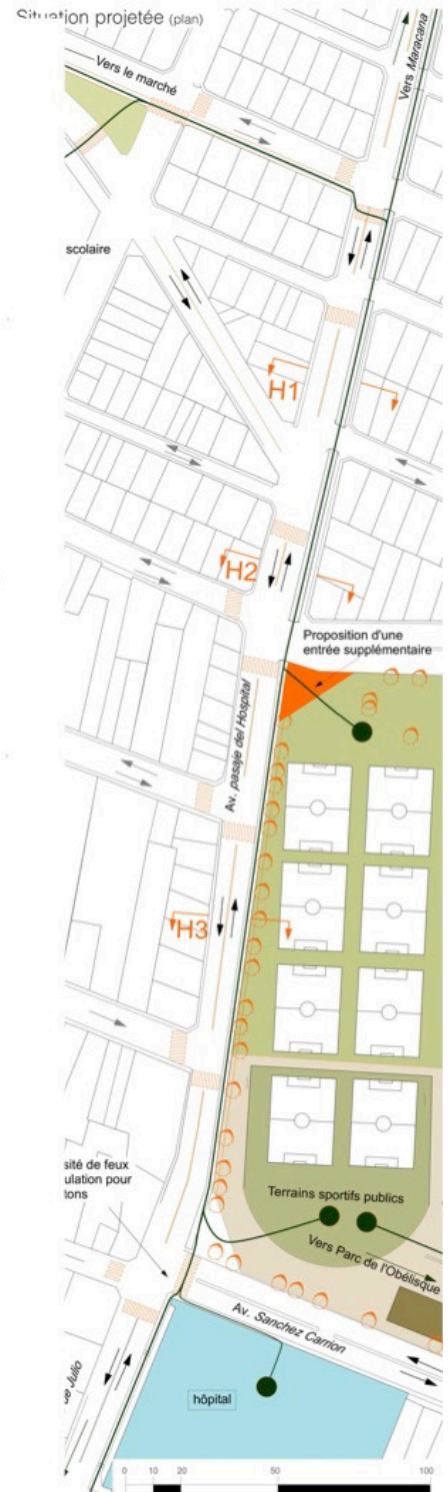 Situation projetée (plan)
Vers le marché
Vers Maracana
scolaire
H1
H2
Proposition d'une
entrée supplémentaire
Av. pasaje del Hospital
H3
sité de feux
ulation pour
tons
Terrains sportifs publics
Vers Parc de l'Obélisque
Av. Sanchez Carrion
hôpital
de Julio
0 10 20 50 100